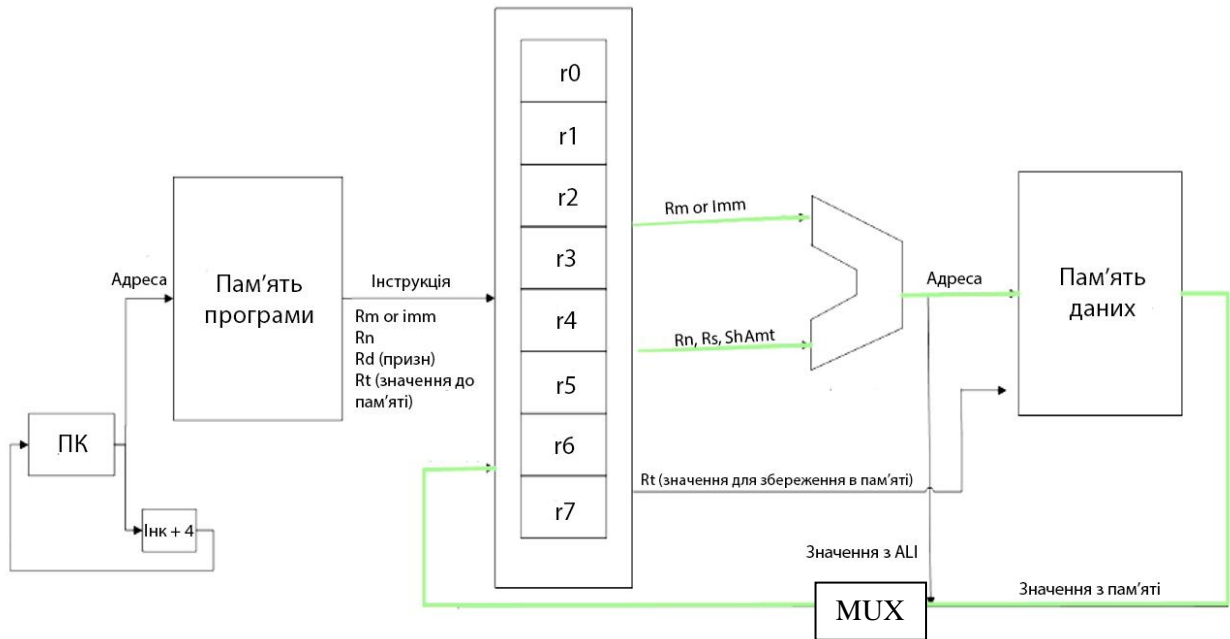 r0
r1
r2
r3
r4
r5
r6
r7
Адреса
Пам'ять
програми
Інструкція
Rm or imm
Rn
Rd (призн)
Rt (значення до
пам'яті)
ПК
Інк + 4
Rm or Imm
Rn, Rs, ShAmt
Адреса
Пам'ять
даних
Rt (значення для збереження в пам'яті)
Значення з ALI
MUX
Значення з пам'яті